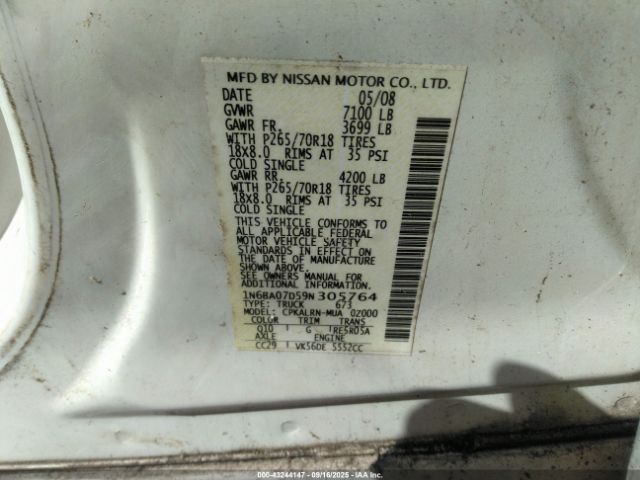 MFD BY NISSAN MOTOR CO., LTD.
DATE 05/08
GVWR 7100 LB
GAWR FR. 3699 LB
WITH P265/70R18 TIRES
18X8.0 RIMS AT 35 PSI
COLD SINGLE
GAWR RR. 4200 LB
WITH P265/70R18 TIRES
18X8.0 RIMS AT 35 PSI
COLD SINGLE
THIS VEHICLE CONFORMS TO
ALL APPLICABLE FEDERAL
MOTOR VEHICLE SAFETY
STANDARDS IN EFFECT ON
THE DATE OF MANUFACTURE
SHOWN ABOVE.
SEE OWNERS MANUAL FOR
ADDITIONAL INFORMATION.
1N6BA07D59N305764
TYPE: TRUCK 673
MODEL: CPKALRN-MUA 02000
COLOR TRIM TRANS
Q10 G RE5R05A
AXLE ENGINE
CC29 VK56DE 5552CC
000-43244147 - 09/16/2025 - IAAI.COM